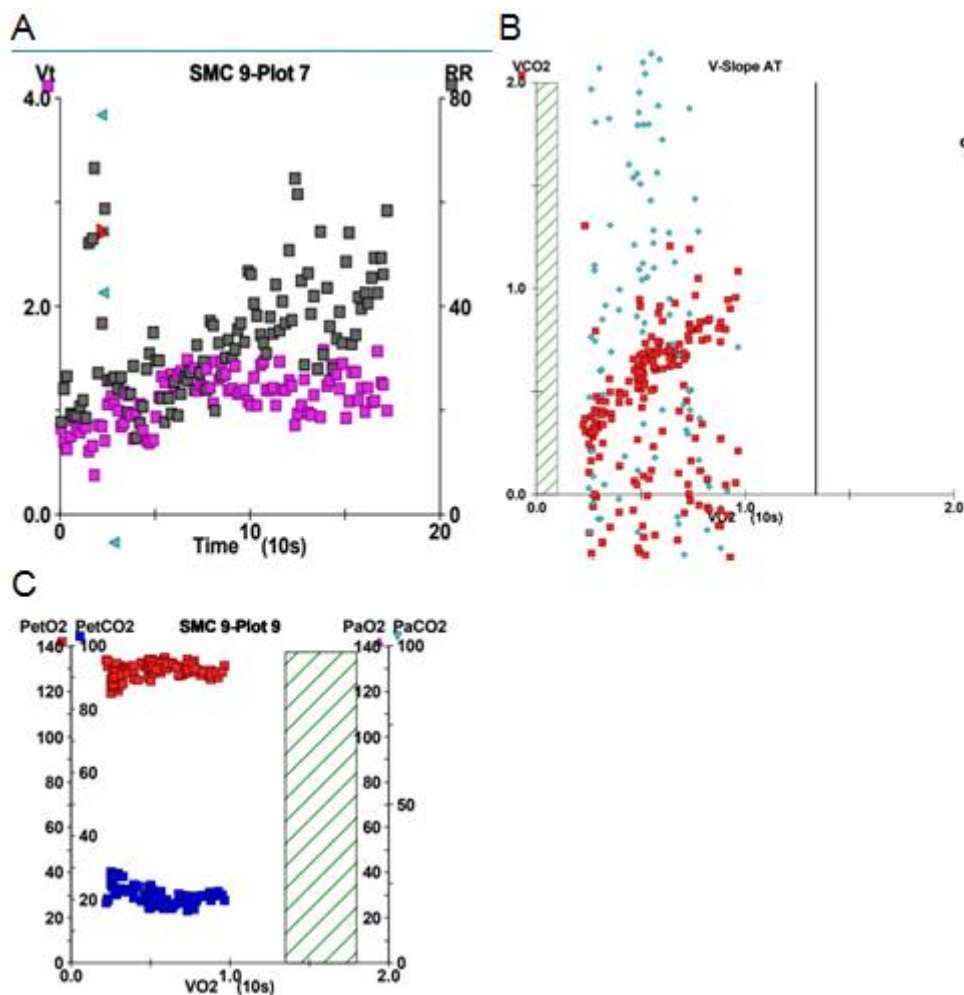 A
Vt SMC 9-Plot 7 RR
4.0 80
2.0 40
0.0 0
0 10 20
Time (10s)
B
VCO2 V-Slope AT
2.0
1.0
0.0
0.0 1.0 2.0
VO2 (10s)
C
PetO2 PetCO2 SMC 9-Plot 9 PaO2 PaCO2
140 100 140 100
120 80 120
100 100
80 60 80 50
60 40 60
40 20 40
20 20
0 0 0
0.0 1.0 2.0
VO2 (10s)